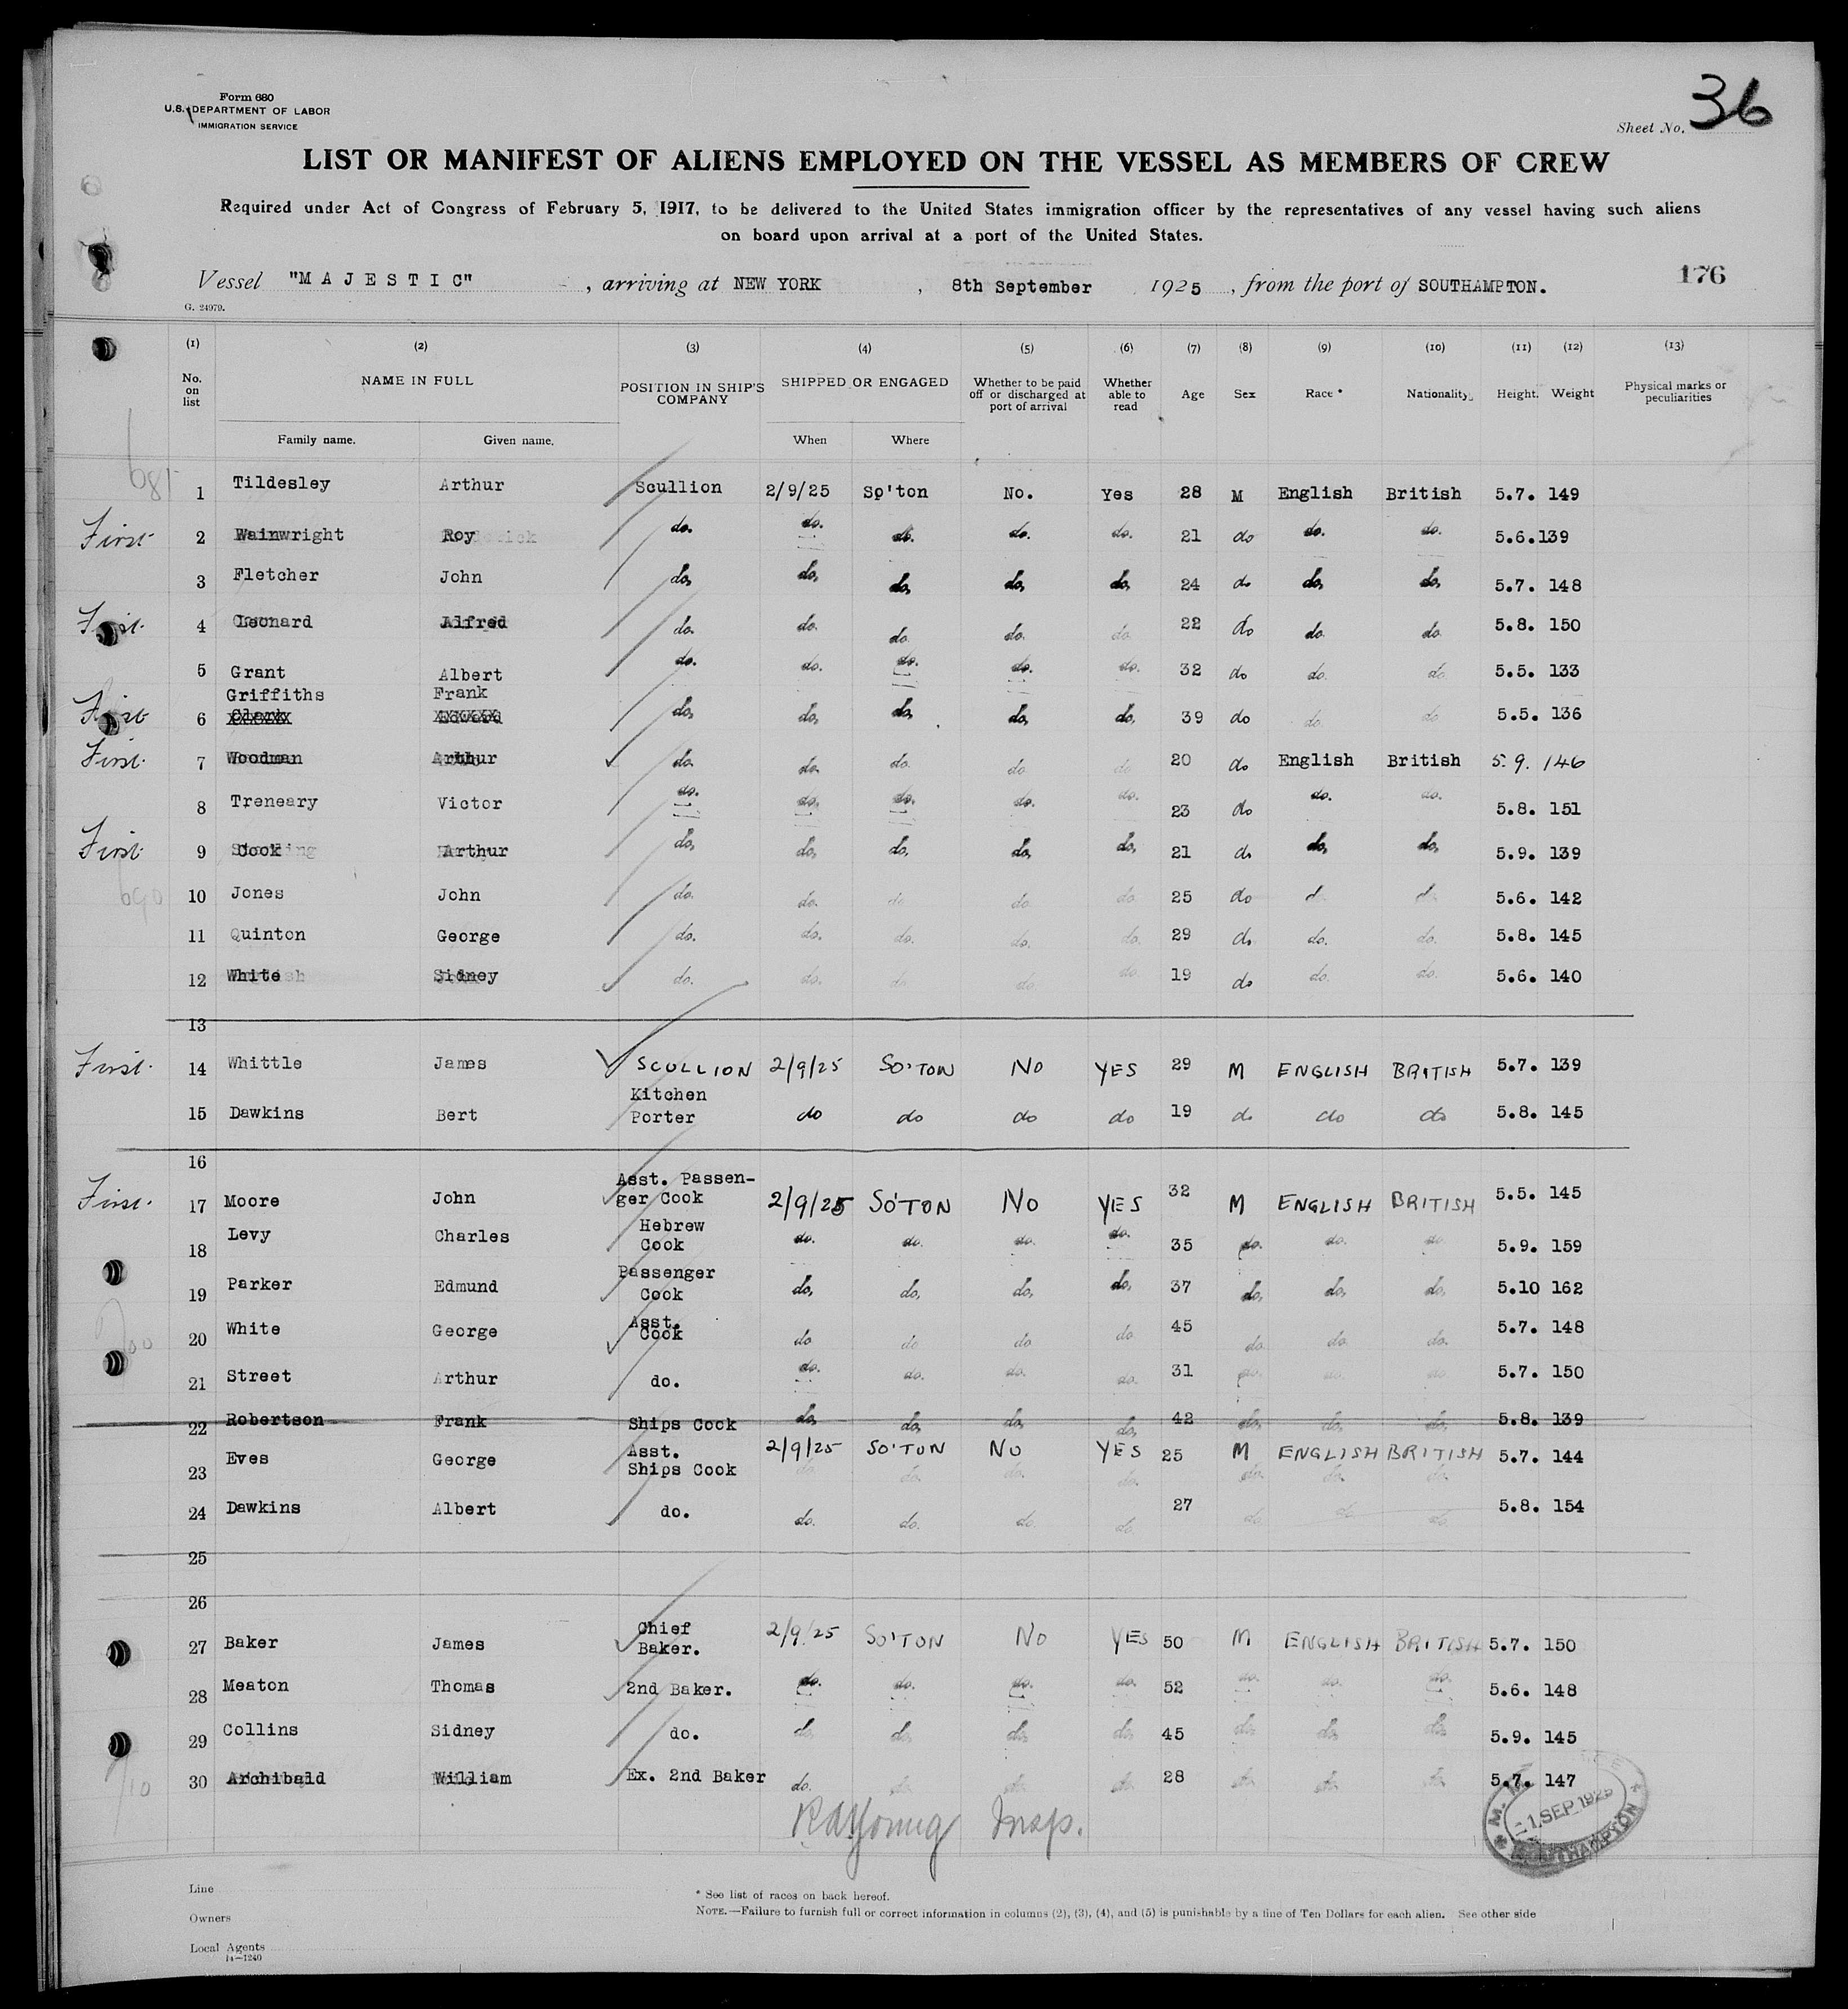 Form 680
U.S. DEPARTMENT OF LABOR
IMMIGRATION SERVICE
Sheet No. 36
LIST OR MANIFEST OF ALIENS EMPLOYED ON THE VESSEL AS MEMBERS OF CREW
Required under Act of Congress of February 5, 1917, to be delivered to the United States immigration officer by the representatives of any vessel having such aliens
on board upon arrival at a port of the United States.
Vessel "MAJESTIC", arriving at NEW YORK, 8th September 1925, from the port of SOUTHAMPTON.
176
G. 24979.
(1) (2) (3) (4) (5) (6) (7) (8) (9) (10) (11) (12) (13)
No. on list NAME IN FULL POSITION IN SHIP'S COMPANY SHIPPED OR ENGAGED Whether to be paid off or discharged at port of arrival Whether able to read Age Sex Race * Nationality. Height. Weight Physical marks or peculiarities
Family name. Given name. When Where
685
1 Tildesley Arthur Scullion 2/9/25 So'ton No. Yes 28 M English British 5.7. 149
First 2 Wainwright Roy do. do. do. do. do. 21 do do. do. 5.6. 139
3 Fletcher John do. do. do. do. do. 24 do do. do. 5.7. 148
First 4 Leonard Alfred do. do. do. do. do. 22 do do. do. 5.8. 150
5 Grant Albert do. do. do. do. do. 32 do do. do. 5.5. 133
Griffiths Frank
First 6 Clark Edward do. do. do. do. do. 39 do do. do 5.5. 136
First 7 Woodman Arthur do. do. do. do do 20 do English British 5.9. 146
8 Treneary Victor do. do. do. do. do. 23 do do. do. 5.8. 151
First 9 Cook Arthur do. do. do. do. do. 21 do do. do. 5.9. 139
690
10 Jones John do. do. do do do 25 do d. do. 5.6. 142
11 Quinton George do. do. do. do. do. 29 do. do. do. 5.8. 145
12 White Sidney do. do. do do do. 19 do do. do. 5.6. 140
13
First 14 Whittle James SCULLION 2/9/25 SO'TON NO YES 29 M ENGLISH BRITISH 5.7. 139
15 Dawkins Bert Kitchen Porter do do do do 19 do do do 5.8. 145
16
First 17 Moore John Asst. Passenger Cook 2/9/25 SO'TON NO YES 32 M ENGLISH BRITISH 5.5. 145
18 Levy Charles Hebrew Cook do. do. do. do. 35 do. do. do. 5.9. 159
19 Parker Edmund Passenger Cook do. do. do. do. 37 do. do. do. 5.10 162
700
20 White George Asst. Cook do do do do 45 do. do. do. 5.7. 148
21 Street Arthur do. do. do. do. do. 31 do. do. do 5.7. 150
22 Robertson Frank Ships Cook do. do. do. do. 42 do. do. do. 5.8. 139
23 Eves George Asst. Ships Cook 2/9/25 SO'TON NO YES 25 M ENGLISH BRITISH 5.7. 144
do. do. do. do. do. do. do.
24 Dawkins Albert do. do. do. do. do. 27 do. do. do. 5.8. 154
25
26
27 Baker James Chief Baker. 2/9/25 SO'TON NO YES 50 M ENGLISH BRITISH 5.7. 150
28 Meaton Thomas 2nd Baker. do. do. do. do. 52 do. do. do. 5.6. 148
29 Collins Sidney do. do. do. do. do. 45 do. do. do. 5.9. 145
30 Archibald William Ex. 2nd Baker do. do. do. do. 28 do. do. do. 5.7. 147
710
R A Young Insp.
1 SEP 1925
SOUTHAMPTON
Line
Owners
Local Agents
14—1240
* See list of races on back hereof.
NOTE.—Failure to furnish full or correct information in columns (2), (3), (4), and (5) is punishable by a fine of Ten Dollars for each alien. See other side